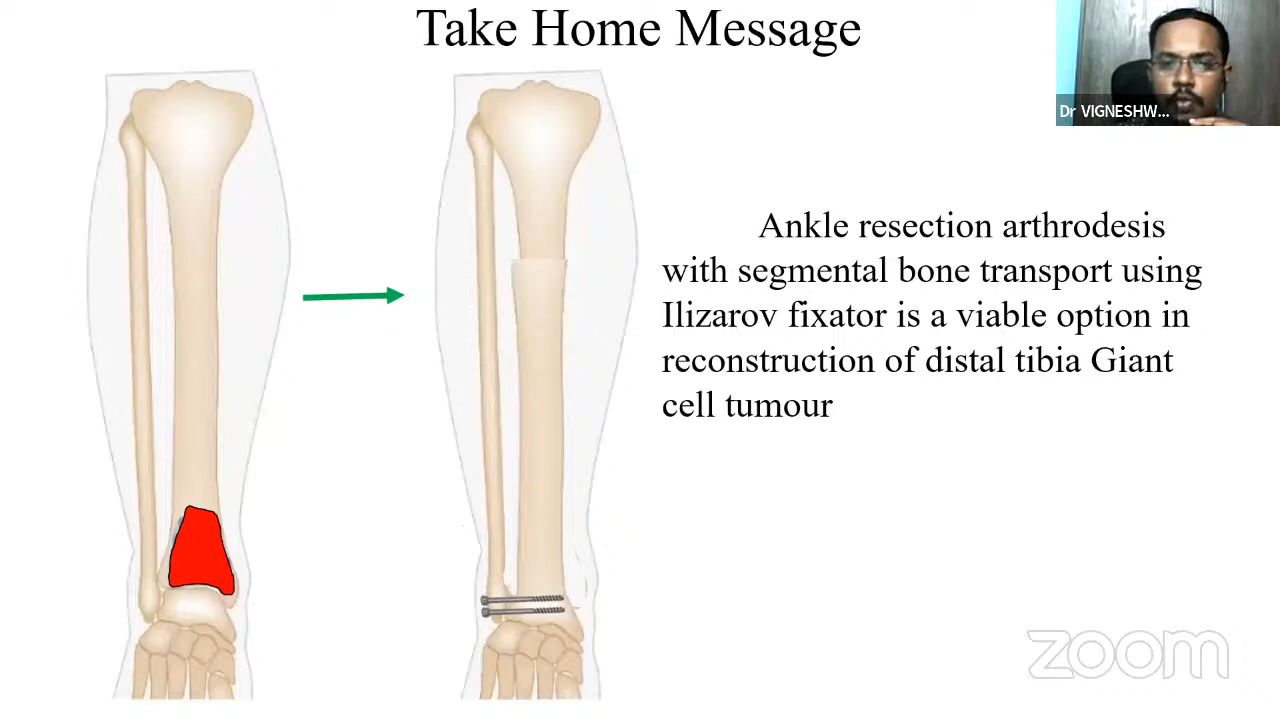 Take Home Message
Dr VIGNESHW...
Ankle resection arthrodesis
with segmental bone transport using
Ilizarov fixator is a viable option in
reconstruction of distal tibia Giant
cell tumour
zoom